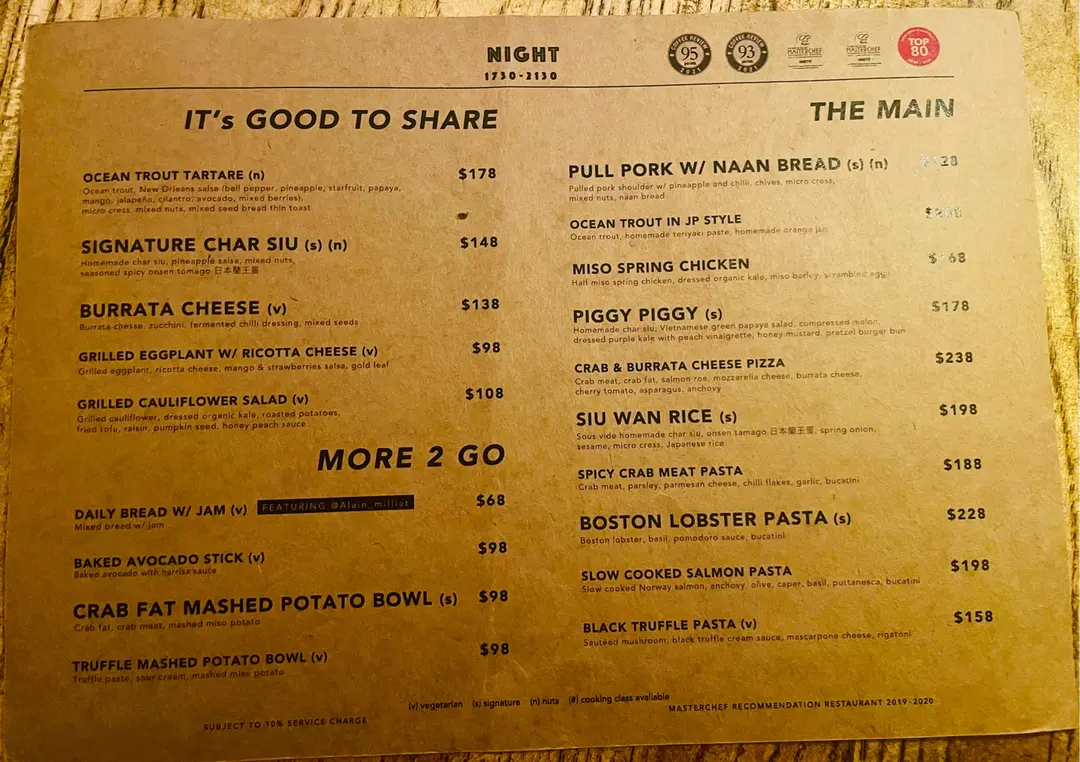 NIGHT
1730-2130
COFFEE REVIEW
95
2021
COFFEE REVIEW
93
2021
MASTERCHEF
MASTERCHEF
TOP
80
IT's GOOD TO SHARE
OCEAN TROUT TARTARE (n) $178
Ocean trout, New Orleans salsa (bell pepper, pineapple, starfruit, papaya,
mango, jalapeño, cilantro, avocado, mixed berries),
micro cress, mixed nuts, mixed seed bread thin toast
SIGNATURE CHAR SIU (s) (n) $148
Homemade char siu, pineapple salsa, mixed nuts,
seasoned spicy onsen tomago 日本蘭王蛋
BURRATA CHEESE (v) $138
Burrata cheese, zucchini, fermented chilli dressing, mixed seeds
GRILLED EGGPLANT W/ RICOTTA CHEESE (v) $98
Grilled eggplant, ricotta cheese, mango & strawberries salsa, gold leaf
GRILLED CAULIFLOWER SALAD (v) $108
Grilled cauliflower, dressed organic kale, roasted potatoes,
fried tofu, raisin, pumpkin seed, honey peach sauce
MORE 2 GO
DAILY BREAD W/ JAM (v) FEATURING @Alain_milliat $68
Mixed bread w/ jam
BAKED AVOCADO STICK (v) $98
Baked avocado with harrisa sauce
CRAB FAT MASHED POTATO BOWL (s) $98
Crab fat, crab meat, mashed miso potato
TRUFFLE MASHED POTATO BOWL (v) $98
Truffle paste, sour cream, mashed miso potato
THE MAIN
PULL PORK W/ NAAN BREAD (s) (n)
Pulled pork shoulder w/ pineapple and chilli, chives, micro cress,
mixed nuts, naan bread
OCEAN TROUT IN JP STYLE
Ocean trout, homemade teriyaki paste, homemade orange jam
MISO SPRING CHICKEN
Half miso spring chicken, dressed organic kale, miso barley, scrambled egg
PIGGY PIGGY (s) $178
Homemade char siu, Vietnamese green papaya salad, compressed melon,
dressed purple kale with peach vinaigrette, honey mustard, pretzel burger bun
CRAB & BURRATA CHEESE PIZZA $238
Crab meat, crab fat, salmon roe, mozzarella cheese, burrata cheese,
cherry tomato, asparagus, anchovy
SIU WAN RICE (s) $198
Sous vide homemade char siu, onsen tamago 日本蘭王蛋, spring onion,
sesame, micro cress, Japanese rice
SPICY CRAB MEAT PASTA $188
Crab meat, parsley, parmesan cheese, chilli flakes, garlic, bucatini
BOSTON LOBSTER PASTA (s) $228
Boston lobster, basil, pomodoro sauce, bucatini
SLOW COOKED SALMON PASTA $198
Slow cooked Norway salmon, anchovy, olive, caper, basil, puttanesca, bucatini
BLACK TRUFFLE PASTA (v) $158
Sautéed mushroom, black truffle cream sauce, mascarpone cheese, rigatoni
(v) vegetarian (s) signature (n) nuts (#) cooking class available
SUBJECT TO 10% SERVICE CHARGE
MASTERCHEF RECOMMENDATION RESTAURANT 2019-2020